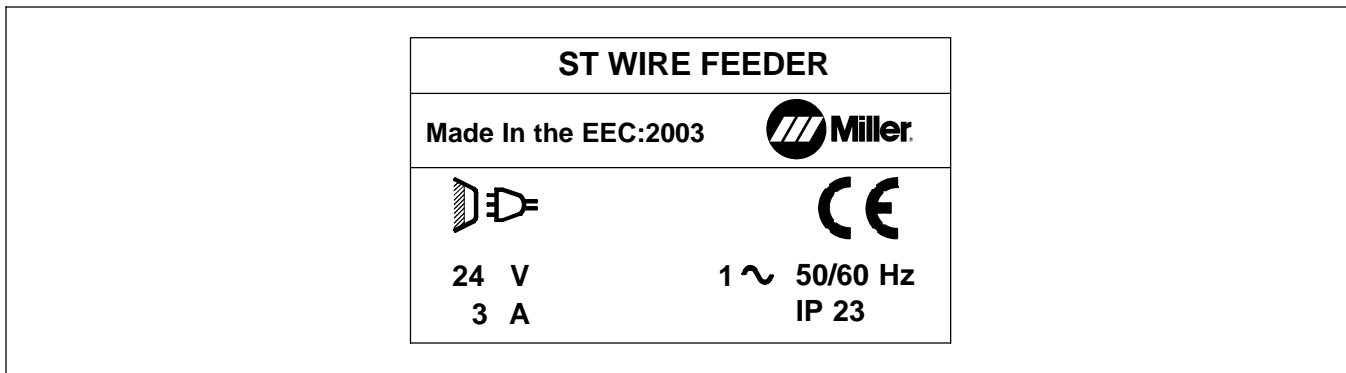 ST WIRE FEEDER
Made In the EEC:2003 Miller.
CE
24 V 1 ~ 50/60 Hz
3 A IP 23